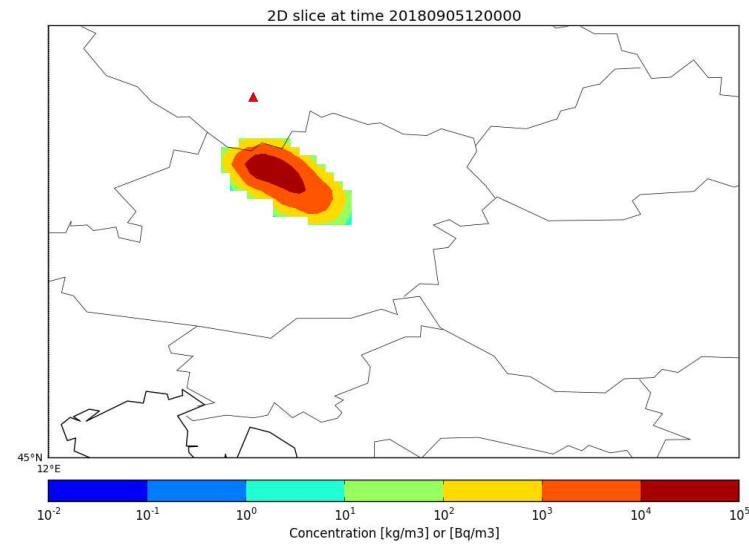 2D slice at time 20180905120000
45°N
12°E
10^-2 10^-1 10^0 10^1 10^2 10^3 10^4 10^5
Concentration [kg/m3] or [Bq/m3]